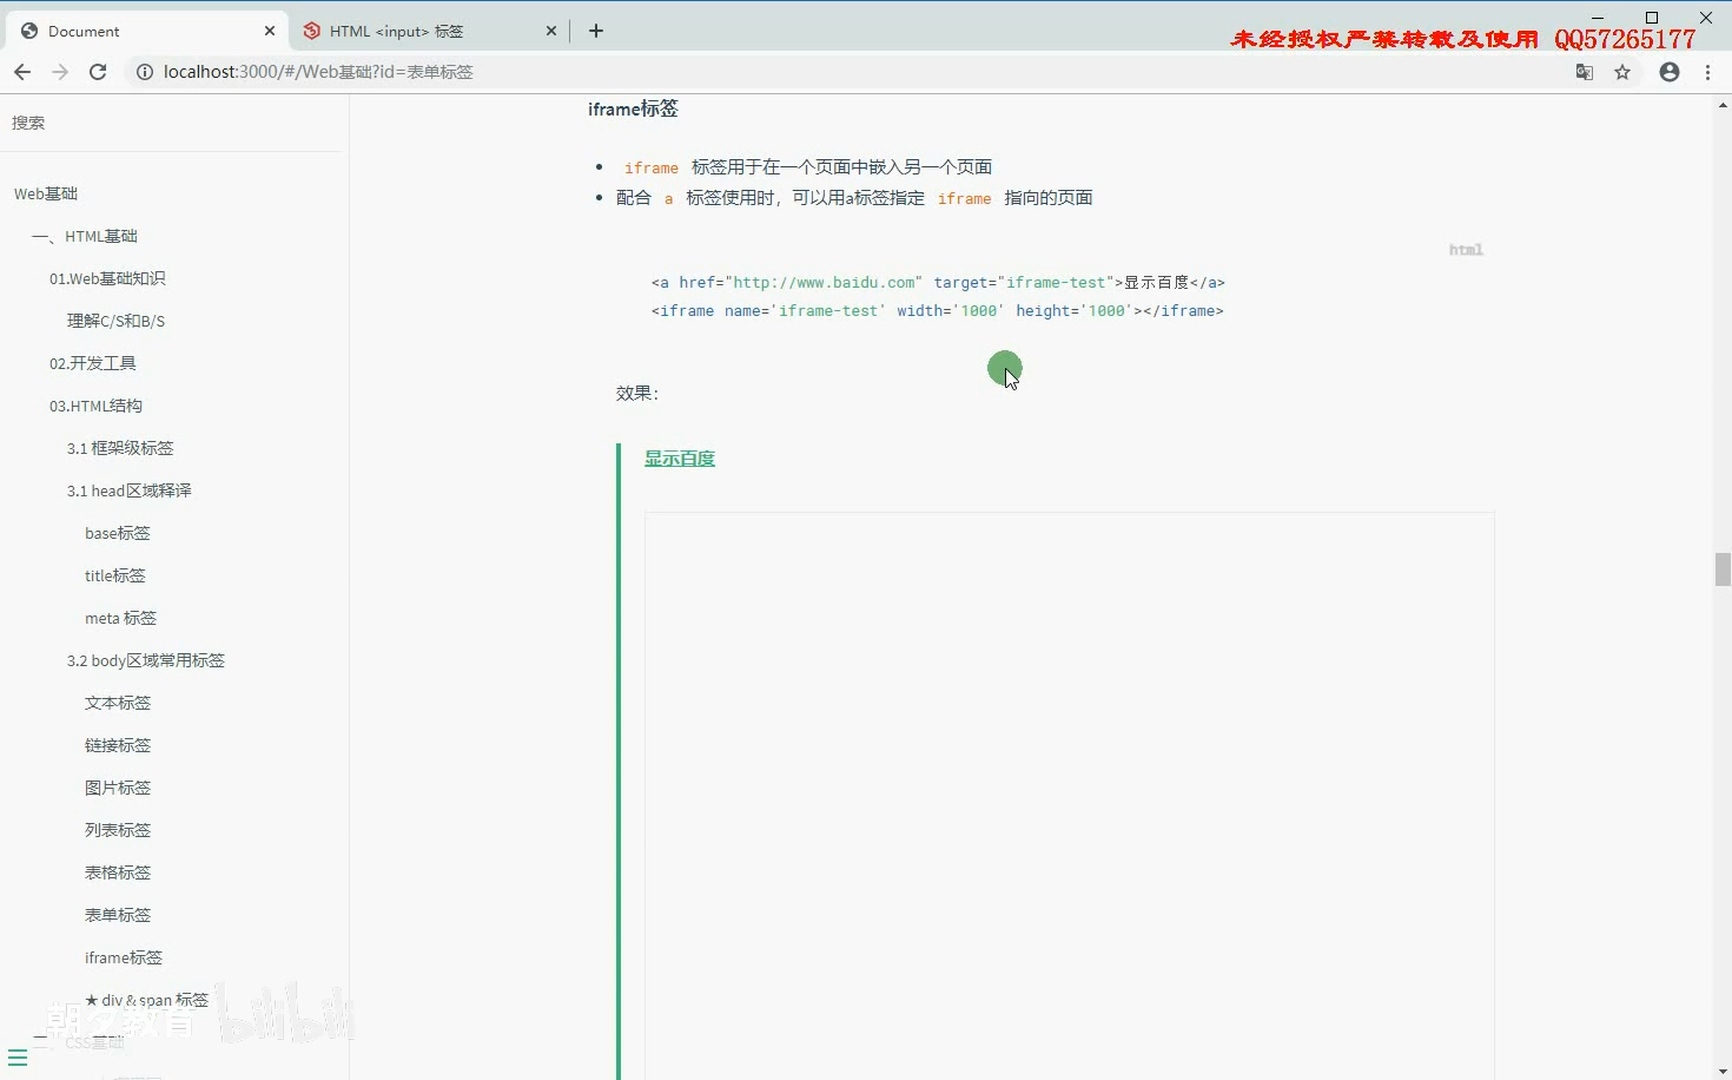 Document
HTML <input> 标签
未经授权严禁转载及使用 QQ57265177
localhost:3000/#/Web基础?id=表单标签
搜索
Web基础
一、HTML基础
01.Web基础知识
理解C/S和B/S
02.开发工具
03.HTML结构
3.1 框架级标签
3.1 head区域释译
base标签
title标签
meta 标签
3.2 body区域常用标签
文本标签
链接标签
图片标签
列表标签
表格标签
表单标签
iframe标签
★ div & span 标签
二、CSS基础
朝夕教育 bilibili
iframe标签
iframe 标签用于在一个页面中嵌入另一个页面
配合 a 标签使用时，可以用a标签指定 iframe 指向的页面
html
<a href="http://www.baidu.com" target="iframe-test">显示百度</a>
<iframe name='iframe-test' width='1000' height='1000'></iframe>
效果：
显示百度